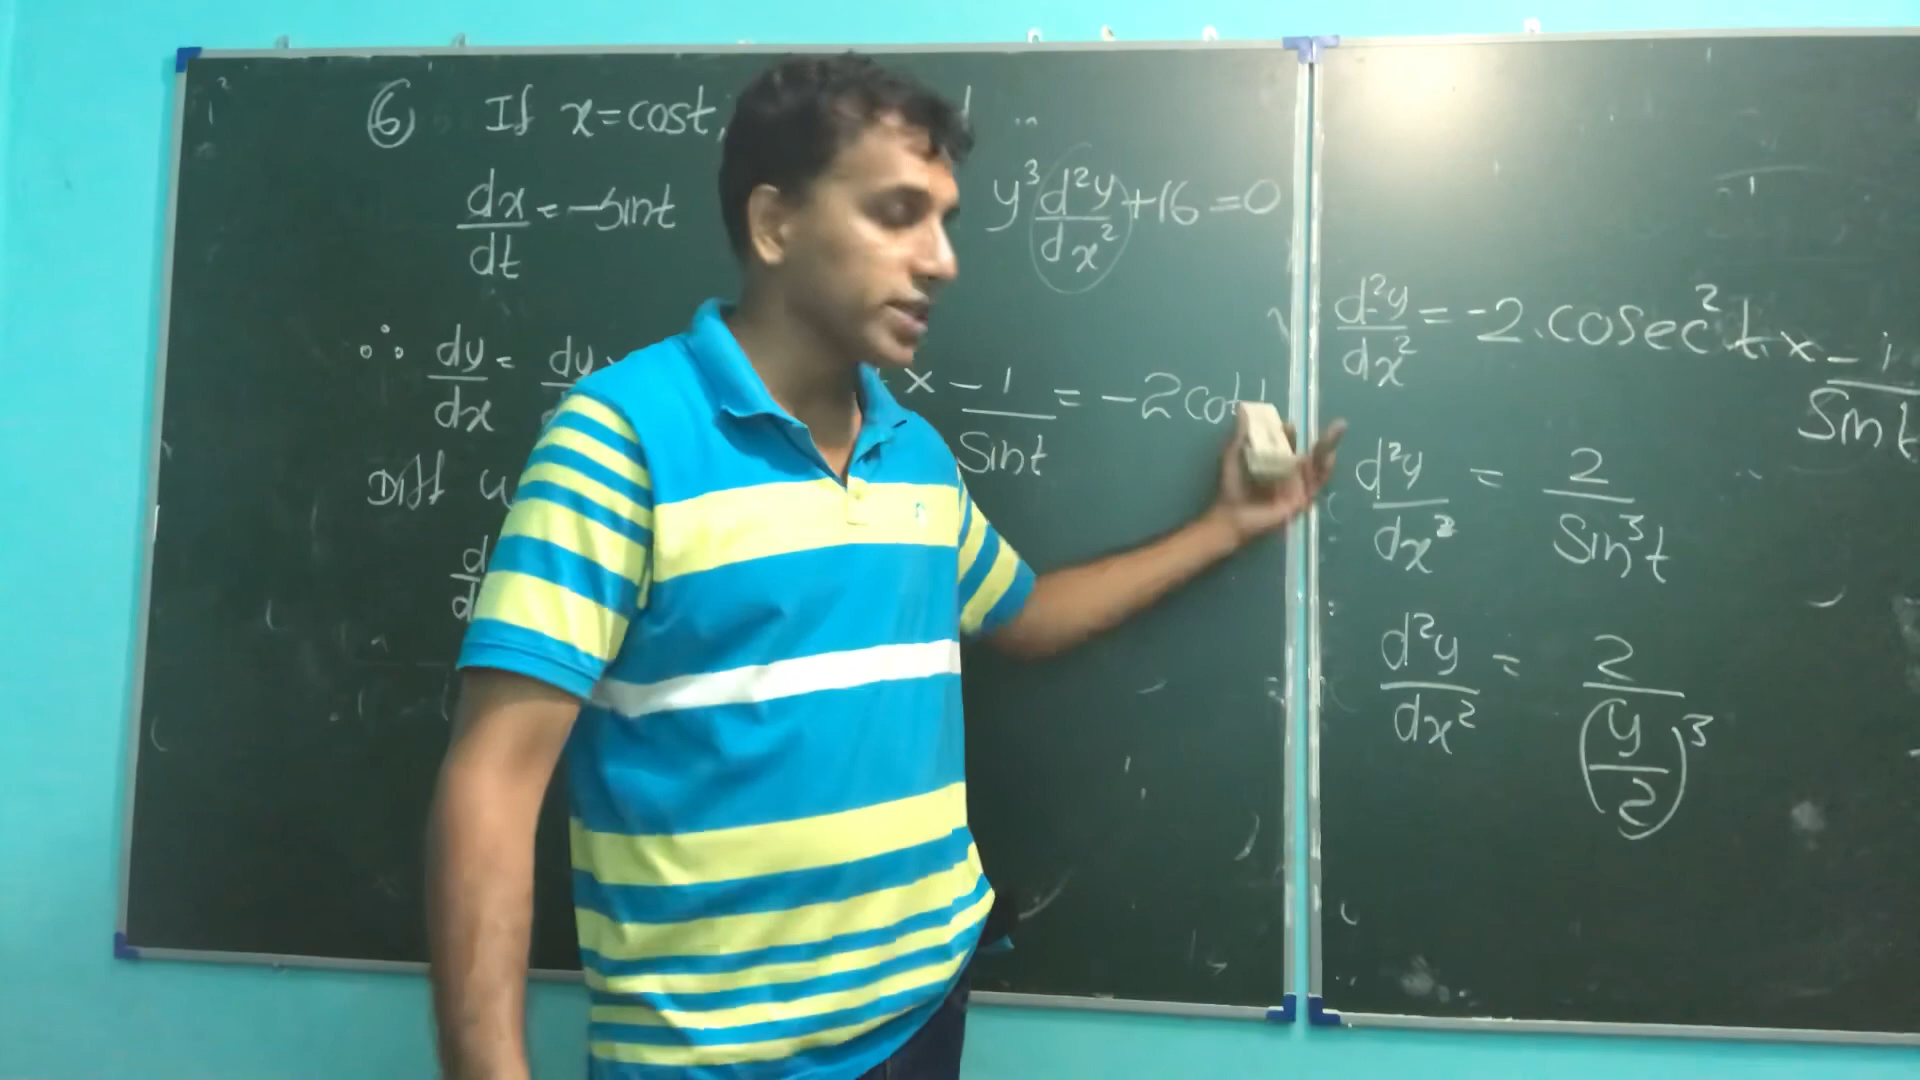 ⑥ If x=cost,
dx/dt = -sint
y³ d²y/dx² +16=0
∴ dy/dx = dy
× -1/Sint = -2cot
Diff
d²y/dx² = -2.cosec²t × -1/Sint
d²y/dx² = 2/Sin³t
d²y/dx² = 2/(y/2)³